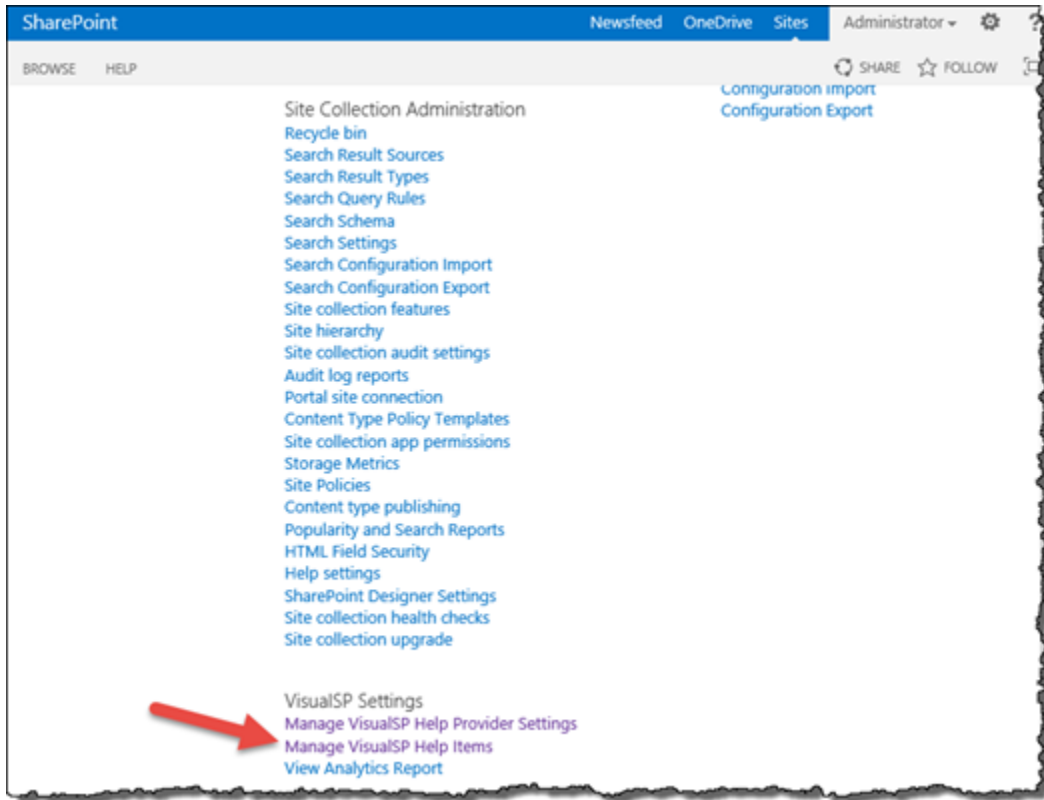 SharePoint Newsfeed OneDrive Sites Administrator ?
BROWSE HELP SHARE FOLLOW
Configuration Import
Configuration Export
Site Collection Administration
Recycle bin
Search Result Sources
Search Result Types
Search Query Rules
Search Schema
Search Settings
Search Configuration Import
Search Configuration Export
Site collection features
Site hierarchy
Site collection audit settings
Audit log reports
Portal site connection
Content Type Policy Templates
Site collection app permissions
Storage Metrics
Site Policies
Content type publishing
Popularity and Search Reports
HTML Field Security
Help settings
SharePoint Designer Settings
Site collection health checks
Site collection upgrade
VisualSP Settings
Manage VisualSP Help Provider Settings
Manage VisualSP Help Items
View Analytics Report